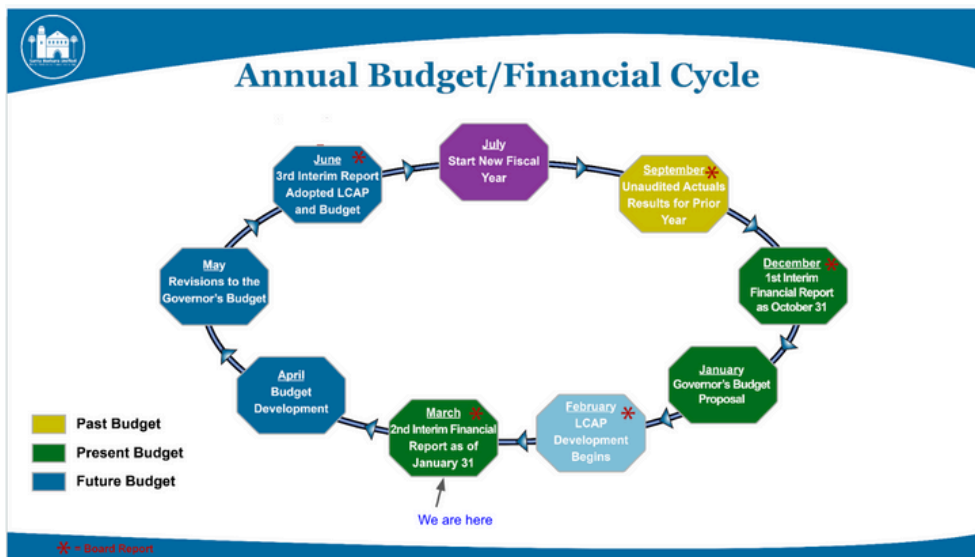 Annual Budget/Financial Cycle
July
Start New Fiscal
Year
September *
Unaudited Actuals
Results for Prior
Year
December *
1st Interim
Financial Report
as October 31
January
Governor's Budget
Proposal
February *
LCAP
Development
Begins
March *
2nd Interim Financial
Report as of
January 31
We are here
April
Budget
Development
May
Revisions to the
Governor's Budget
June *
3rd Interim Report
Adopted LCAP
and Budget
Past Budget
Present Budget
Future Budget
* = Board Report